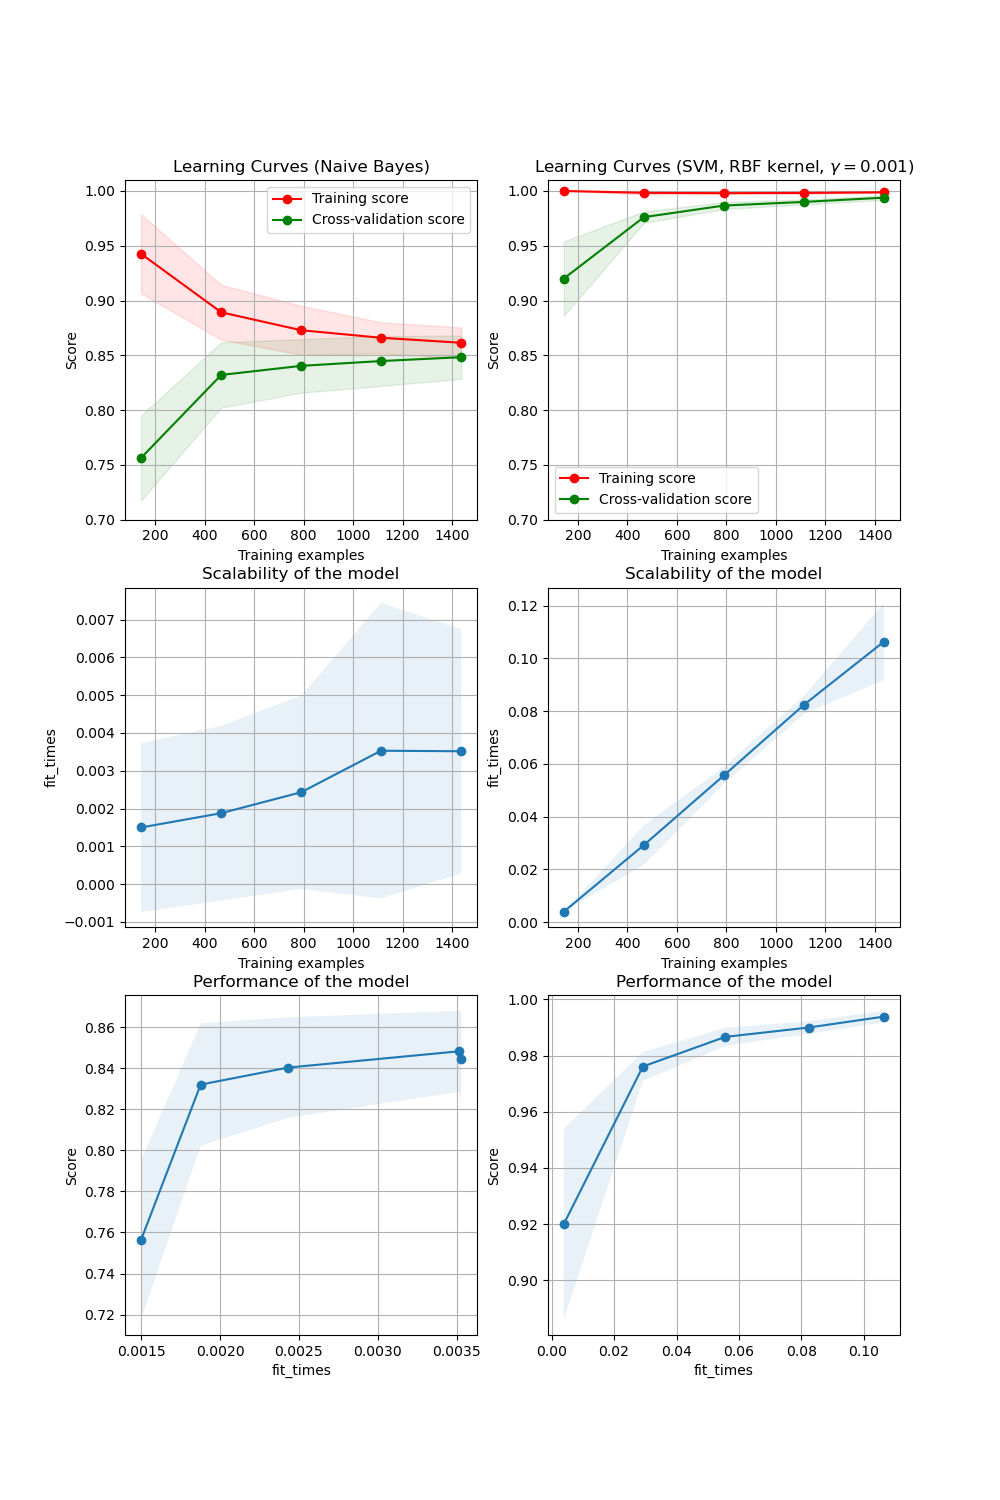 Learning Curves (Naive Bayes)
1.00
0.95
0.90
0.85
0.80
0.75
0.70
Score
Training score
Cross-validation score
200 400 600 800 1000 1200 1400
Training examples
Learning Curves (SVM, RBF kernel, γ = 0.001)
1.00
0.95
0.90
0.85
0.80
0.75
0.70
Score
Training score
Cross-validation score
200 400 600 800 1000 1200 1400
Training examples
Scalability of the model
0.007
0.006
0.005
0.004
0.003
0.002
0.001
0.000
−0.001
fit_times
200 400 600 800 1000 1200 1400
Training examples
Scalability of the model
0.12
0.10
0.08
0.06
0.04
0.02
0.00
fit_times
200 400 600 800 1000 1200 1400
Training examples
Performance of the model
0.86
0.84
0.82
0.80
0.78
0.76
0.74
0.72
Score
0.0015 0.0020 0.0025 0.0030 0.0035
fit_times
Performance of the model
1.00
0.98
0.96
0.94
0.92
0.90
Score
0.00 0.02 0.04 0.06 0.08 0.10
fit_times